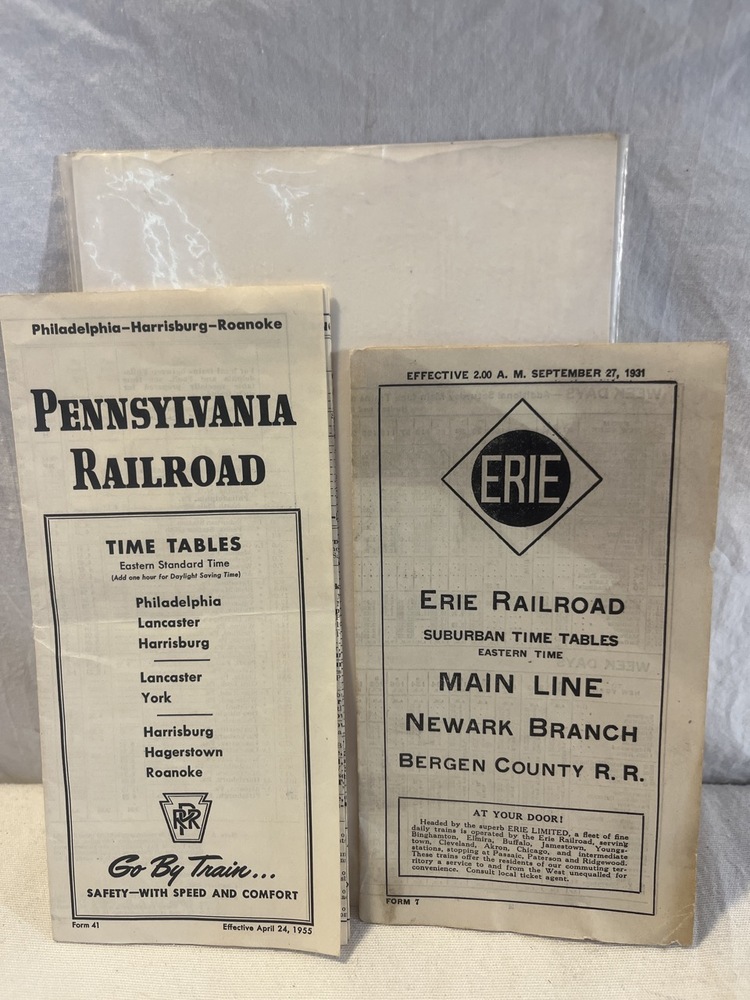 Philadelphia–Harrisburg–Roanoke
PENNSYLVANIA
RAILROAD
TIME TABLES
Eastern Standard Time
(Add one hour for Daylight Saving Time)
Philadelphia
Lancaster
Harrisburg
Lancaster
York
Harrisburg
Hagerstown
Roanoke
PRR
Go By Train...
SAFETY—WITH SPEED AND COMFORT
Form 41
Effective April 24, 1955
EFFECTIVE 2.00 A. M. SEPTEMBER 27, 1931
ERIE
ERIE RAILROAD
SUBURBAN TIME TABLES
EASTERN TIME
MAIN LINE
NEWARK BRANCH
BERGEN COUNTY R. R.
AT YOUR DOOR!
Headed by the superb ERIE LIMITED, a fleet of fine
daily trains is operated by the Erie Railroad, serving
Binghamton, Elmira, Buffalo, Jamestown, Youngs-
town, Cleveland, Akron, Chicago, and intermediate
stations, stopping at Passaic, Paterson and Ridgewood.
These trains offer the residents of our commuting ter-
ritory a service to and from the West unequalled for
convenience. Consult local ticket agent.
FORM 7